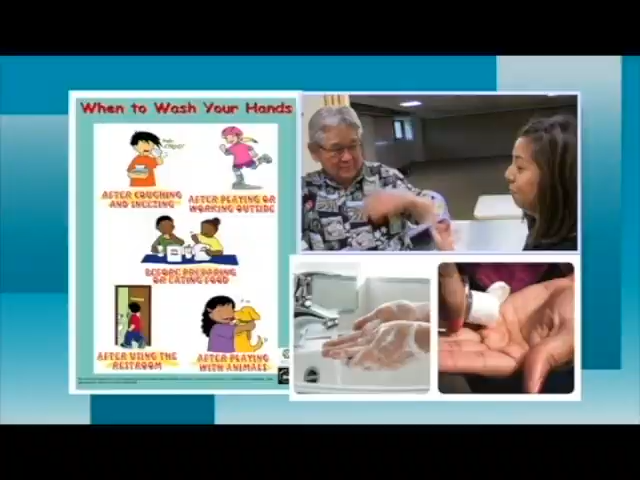 When to Wash Your Hands
AFTER COUGHING
AND SNEEZING
AFTER PLAYING OR
WORKING OUTSIDE
BEFORE PREPARING
OR EATING FOOD
AFTER USING THE
RESTROOM
AFTER PLAYING
WITH ANIMALS